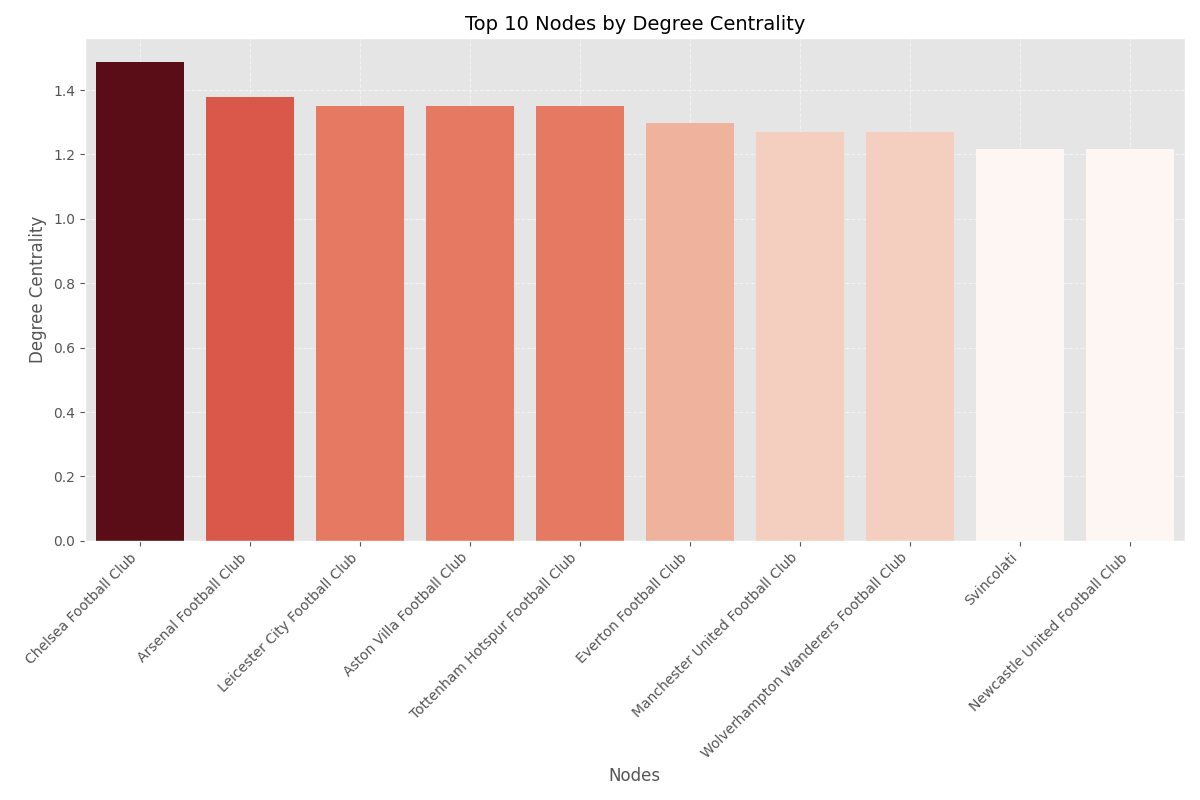 Top 10 Nodes by Degree Centrality
Degree Centrality
1.4
1.2
1.0
0.8
0.6
0.4
0.2
0.0
Chelsea Football Club
Arsenal Football Club
Leicester City Football Club
Aston Villa Football Club
Tottenham Hotspur Football Club
Everton Football Club
Manchester United Football Club
Wolverhampton Wanderers Football Club
Svincolati
Newcastle United Football Club
Nodes